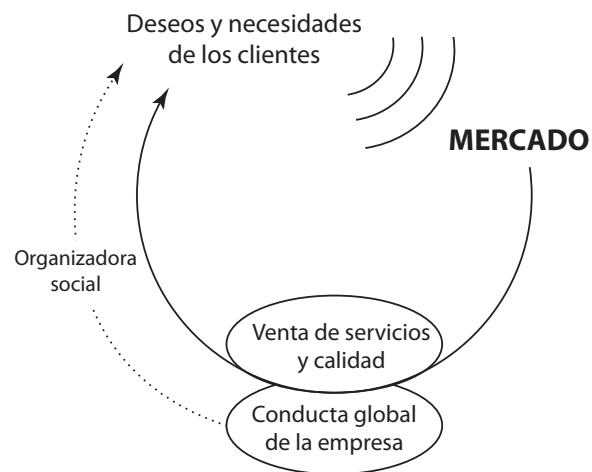 Deseos y necesidades
de los clientes
MERCADO
Organizadora
social
Venta de servicios
y calidad
Conducta global
de la empresa